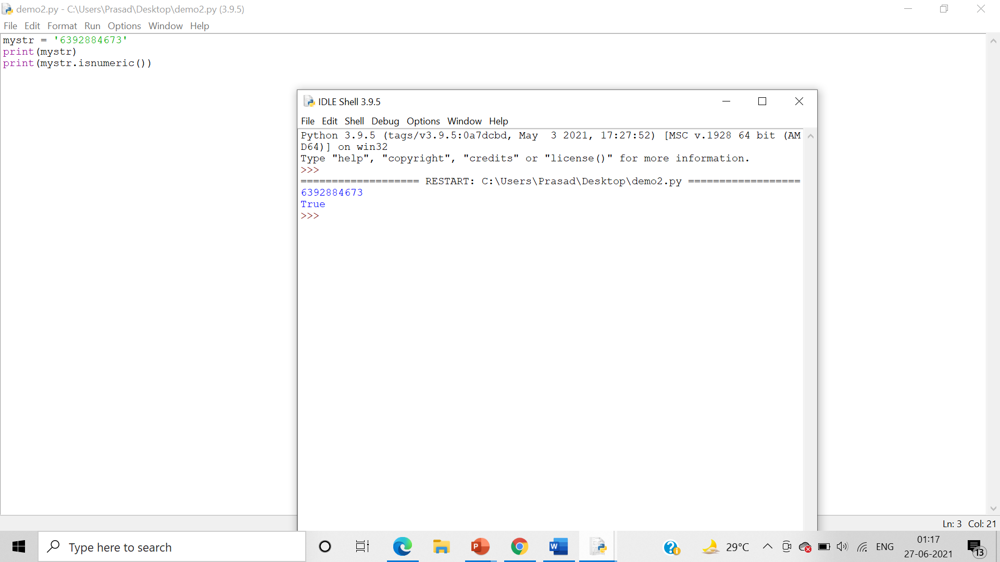 demo2.py - C:\Users\Prasad\Desktop\demo2.py (3.9.5)
File Edit Format Run Options Window Help
mystr = '6392884673'
print(mystr)
print(mystr.isnumeric())
IDLE Shell 3.9.5
File Edit Shell Debug Options Window Help
Python 3.9.5 (tags/v3.9.5:0a7dcbd, May  3 2021, 17:27:52) [MSC v.1928 64 bit (AM
D64)] on win32
Type "help", "copyright", "credits" or "license()" for more information.
>>>
=================== RESTART: C:\Users\Prasad\Desktop\demo2.py ==================
6392884673
True
>>>
Ln: 3 Col: 21
Type here to search
29°C
ENG
01:17
27-06-2021
13